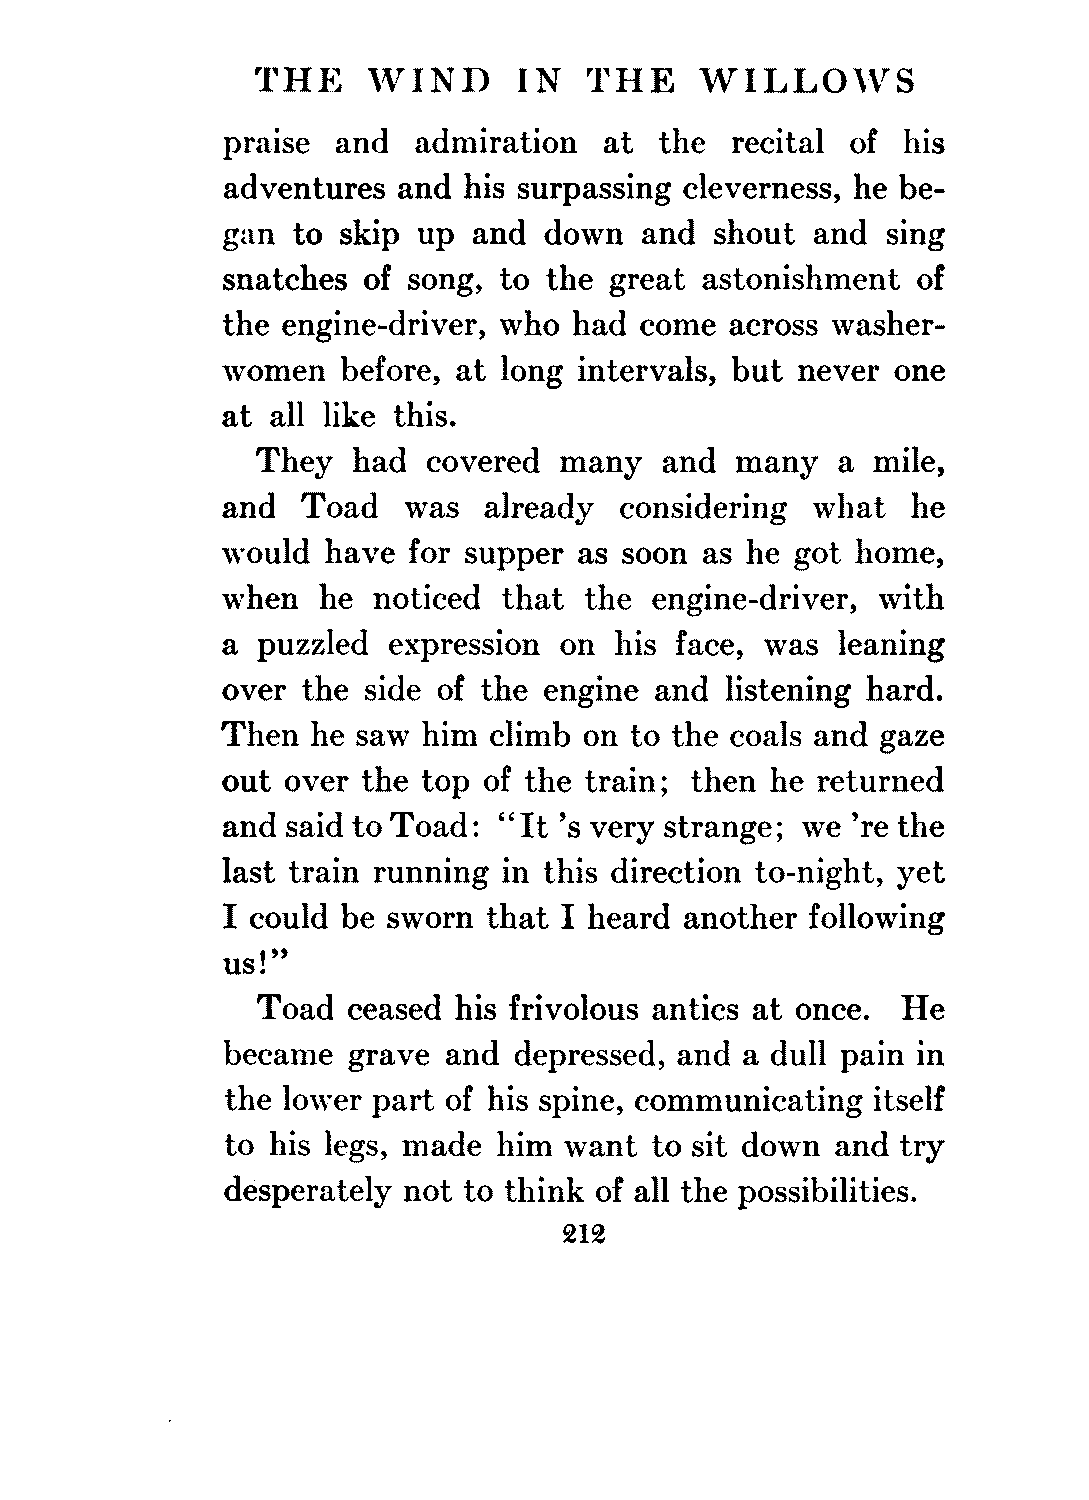 THE WIND IN THE WILLOWS
praise and admiration at the recital of his
adventures and his surpassing cleverness, he be-
gan to skip up and down and shout and sing
snatches of song, to the great astonishment of
the engine-driver, who had come across washer-
women before, at long intervals, but never one
at all like this.
They had covered many and many a mile,
and Toad was already considering what he
would have for supper as soon as he got home,
when he noticed that the engine-driver, with
a puzzled expression on his face, was leaning
over the side of the engine and listening hard.
Then he saw him climb on to the coals and gaze
out over the top of the train; then he returned
and said to Toad: “It 's very strange; we 're the
last train running in this direction to-night, yet
I could be sworn that I heard another following
us!”
Toad ceased his frivolous antics at once. He
became grave and depressed, and a dull pain in
the lower part of his spine, communicating itself
to his legs, made him want to sit down and try
desperately not to think of all the possibilities.
212